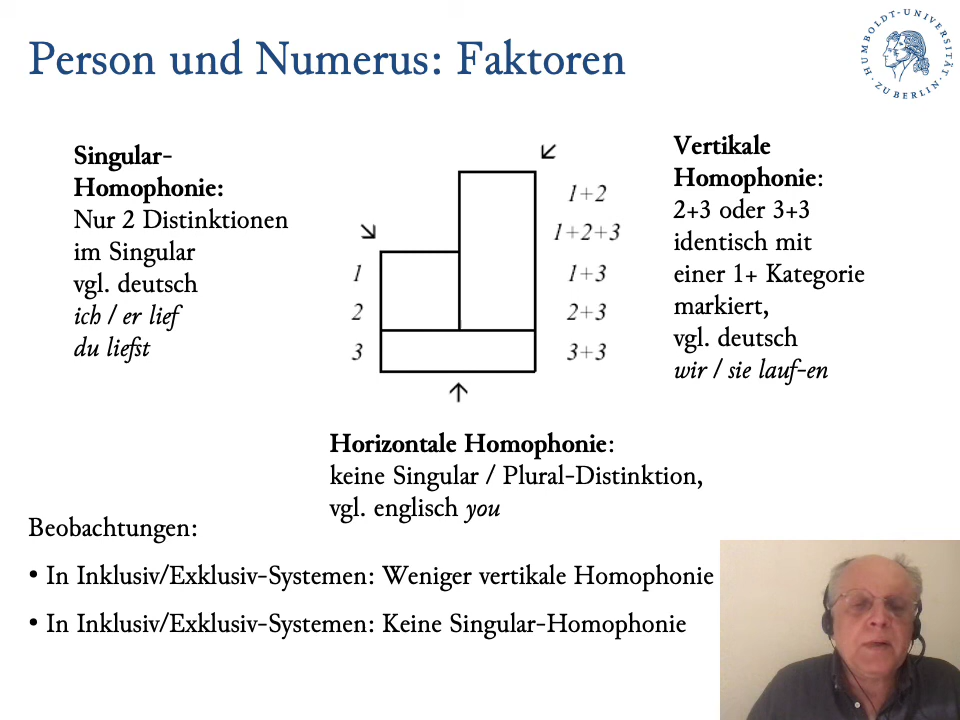 Person und Numerus: Faktoren
HUMBOLDT-UNIVERSITÄT
ZU BERLIN
Singular-
Homophonie:
Nur 2 Distinktionen
im Singular
vgl. deutsch
ich / er lief
du liefst
1
2
3
1+2
1+2+3
1+3
2+3
3+3
Vertikale
Homophonie:
2+3 oder 3+3
identisch mit
einer 1+ Kategorie
markiert,
vgl. deutsch
wir / sie lauf-en
Horizontale Homophonie:
keine Singular / Plural-Distinktion,
vgl. englisch you
Beobachtungen:
• In Inklusiv/Exklusiv-Systemen: Weniger vertikale Homophonie
• In Inklusiv/Exklusiv-Systemen: Keine Singular-Homophonie